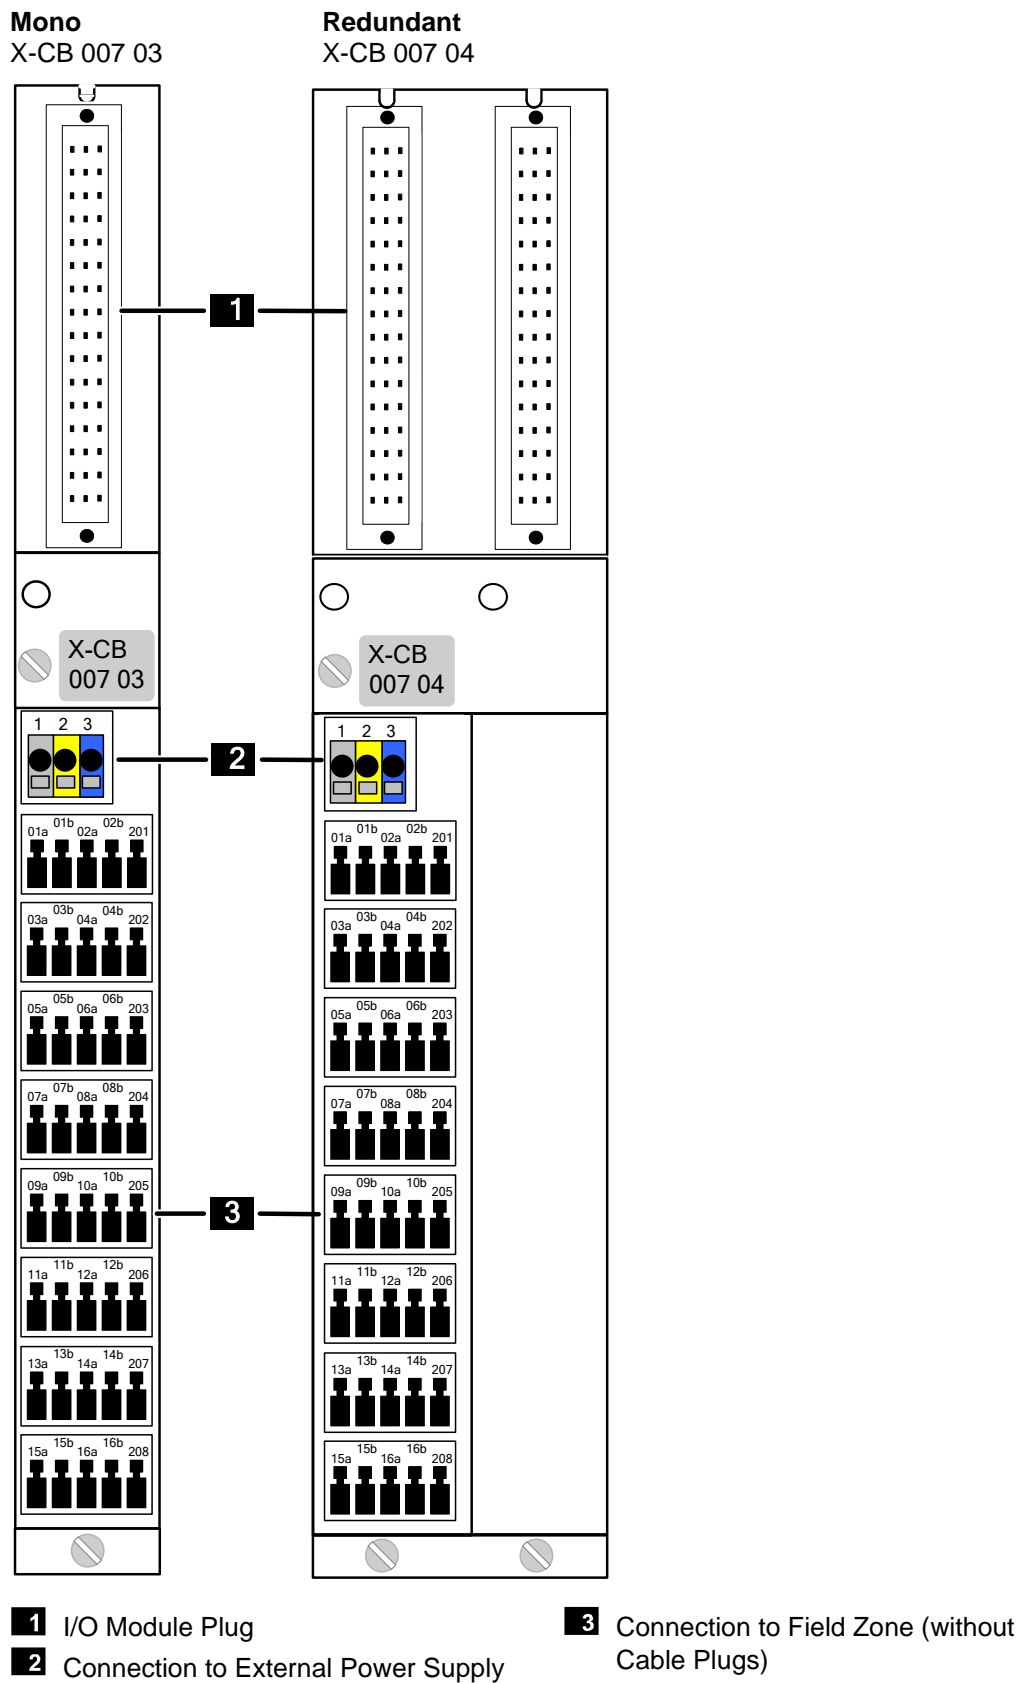 Mono
X-CB 007 03
Redundant
X-CB 007 04
1
X-CB
007 03
X-CB
007 04
1 2 3
1 2 3
2
01a 01b 02a 02b 201
01a 01b 02a 02b 201
03a 03b 04a 04b 202
03a 03b 04a 04b 202
05a 05b 06a 06b 203
05a 05b 06a 06b 203
07a 07b 08a 08b 204
07a 07b 08a 08b 204
09a 09b 10a 10b 205
3
09a 09b 10a 10b 205
11a 11b 12a 12b 206
11a 11b 12a 12b 206
13a 13b 14a 14b 207
13a 13b 14a 14b 207
15a 15b 16a 16b 208
15a 15b 16a 16b 208
1 I/O Module Plug
2 Connection to External Power Supply
3 Connection to Field Zone (without
Cable Plugs)